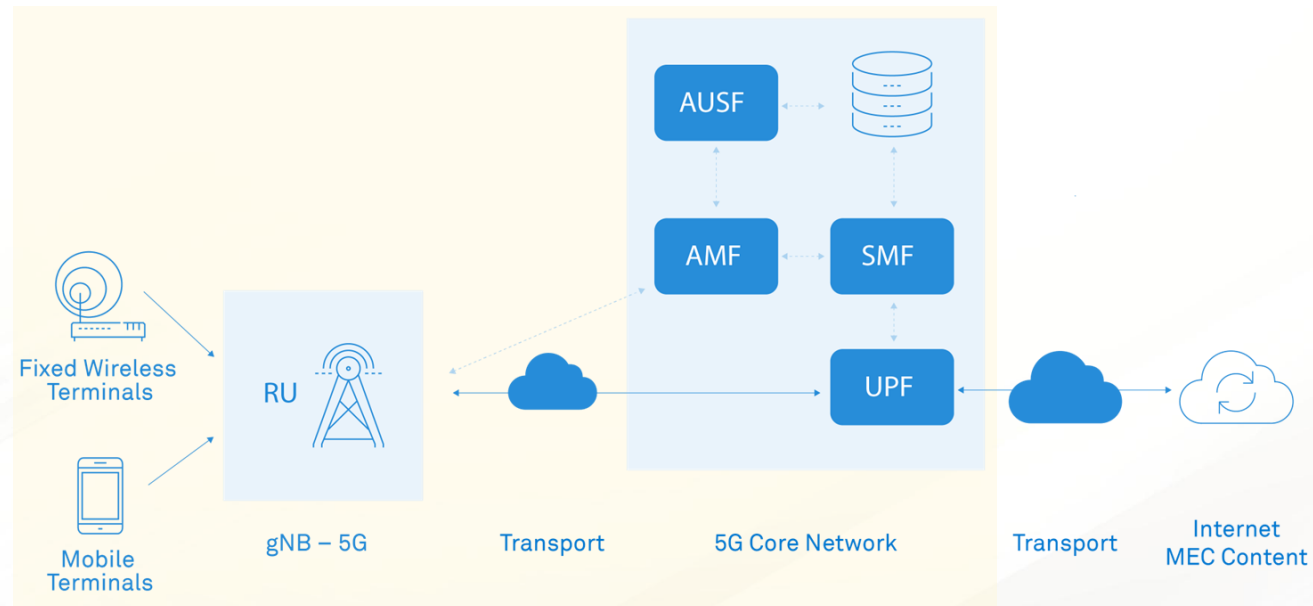 AUSF
AMF
SMF
Fixed Wireless
Terminals
RU
UPF
Mobile
Terminals
gNB – 5G
Transport
5G Core Network
Transport
Internet
MEC Content